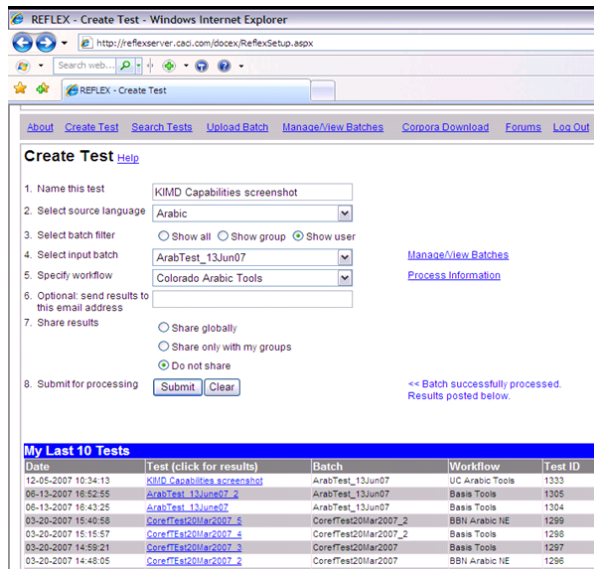 REFLEX - Create Test - Windows Internet Explorer
http://reflexserver.caci.com/docex/ReflexSetup.aspx
Search web...
REFLEX - Create Test
About Create Test Search Tests Upload Batch Manage/View Batches Corpora Download Forums Log Out
Create Test Help
1. Name this test KIMD Capabilities screenshot
2. Select source language Arabic
3. Select batch filter Show all Show group Show user
4. Select input batch ArabTest_13Jun07 Manage/View Batches
5. Specify workflow Colorado Arabic Tools Process Information
6. Optional: send results to
this email address
7. Share results Share globally
Share only with my groups
Do not share
8. Submit for processing Submit Clear << Batch successfully processed.
Results posted below.
My Last 10 Tests
Date Test (click for results) Batch Workflow Test ID
12-05-2007 10:34:13 KIMD Capabilities screenshot ArabTest_13Jun07 UC Arabic Tools 1333
06-13-2007 16:52:55 ArabTest_13June07_2 ArabTest_13Jun07 Basis Tools 1305
06-13-2007 16:43:25 ArabTest_13June07 ArabTest_13Jun07 Basis Tools 1304
03-20-2007 15:40:58 CorefTest20Mar2007_5 CorefTEst20Mar2007_2 BBN Arabic NE 1299
03-20-2007 15:15:57 CorefTest20Mar2007_4 CorefTEst20Mar2007_2 Basis Tools 1298
03-20-2007 14:59:21 CorefTEst20Mar2007_3 CorefTEst20Mar2007 Basis Tools 1297
03-20-2007 14:48:05 CorefTEst20Mar2007_2 CorefTEst20Mar2007 BBN Arabic NE 1296